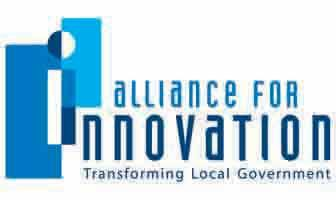 alliance for
innovation
Transforming Local Government